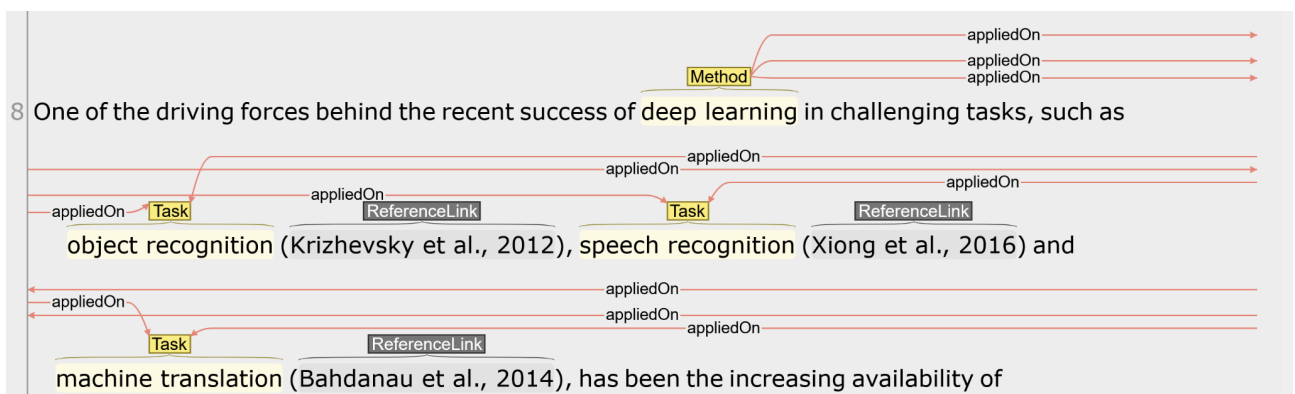 appliedOn
appliedOn
Method appliedOn
8 One of the driving forces behind the recent success of deep learning in challenging tasks, such as
appliedOn
appliedOn
appliedOn appliedOn
appliedOn Task ReferenceLink Task ReferenceLink
object recognition (Krizhevsky et al., 2012), speech recognition (Xiong et al., 2016) and
appliedOn
appliedOn appliedOn
appliedOn
Task ReferenceLink
machine translation (Bahdanau et al., 2014), has been the increasing availability of